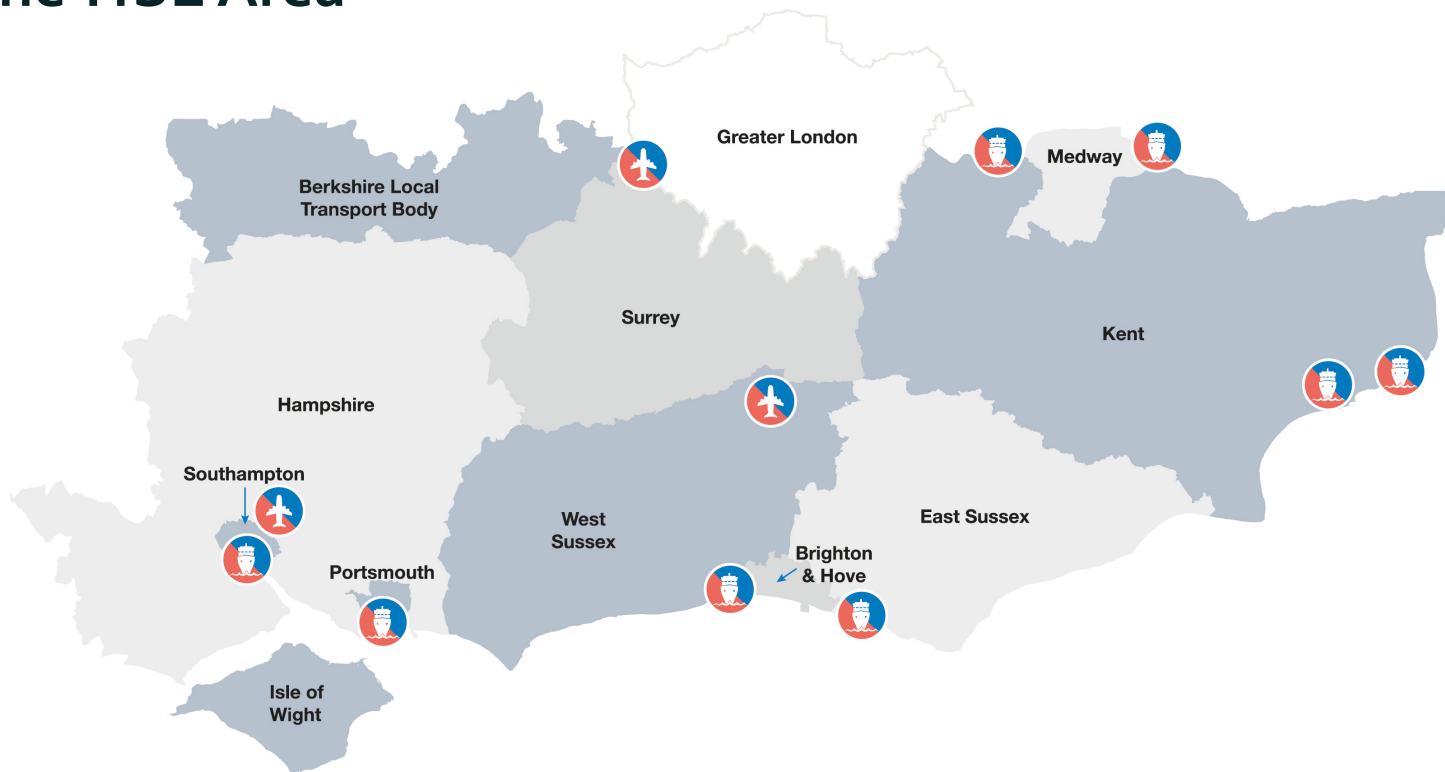 Greater London
Medway
Berkshire Local
Transport Body
Surrey
Kent
Hampshire
Southampton
West
Sussex
East Sussex
Brighton
& Hove
Portsmouth
Isle of
Wight